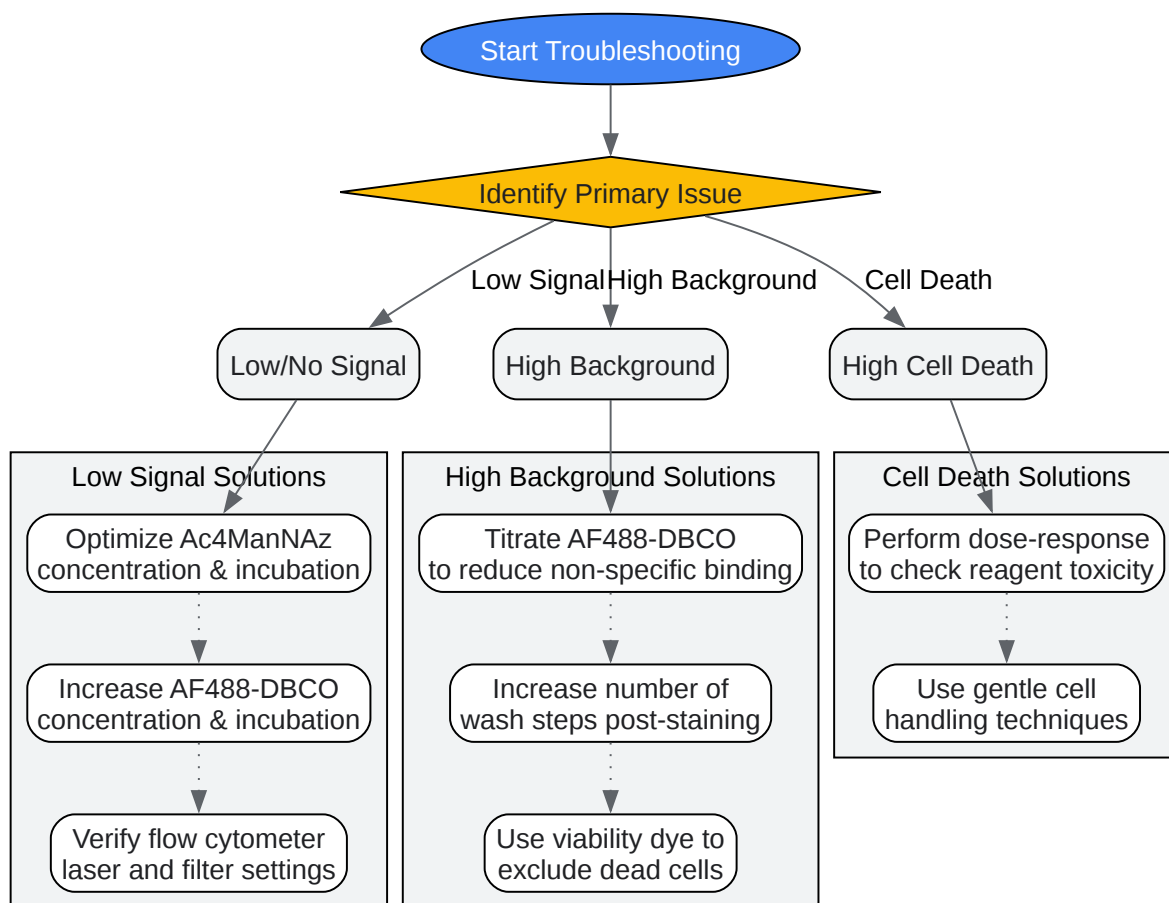 Start Troubleshooting
Identify Primary Issue
Low Signal
High Background
Cell Death
Low/No Signal
High Background
High Cell Death
Low Signal Solutions
Optimize Ac4ManNAz
concentration & incubation
Increase AF488-DBCO
concentration & incubation
Verify flow cytometer
laser and filter settings
High Background Solutions
Titrate AF488-DBCO
to reduce non-specific binding
Increase number of
wash steps post-staining
Use viability dye to
exclude dead cells
Cell Death Solutions
Perform dose-response
to check reagent toxicity
Use gentle cell
handling techniques